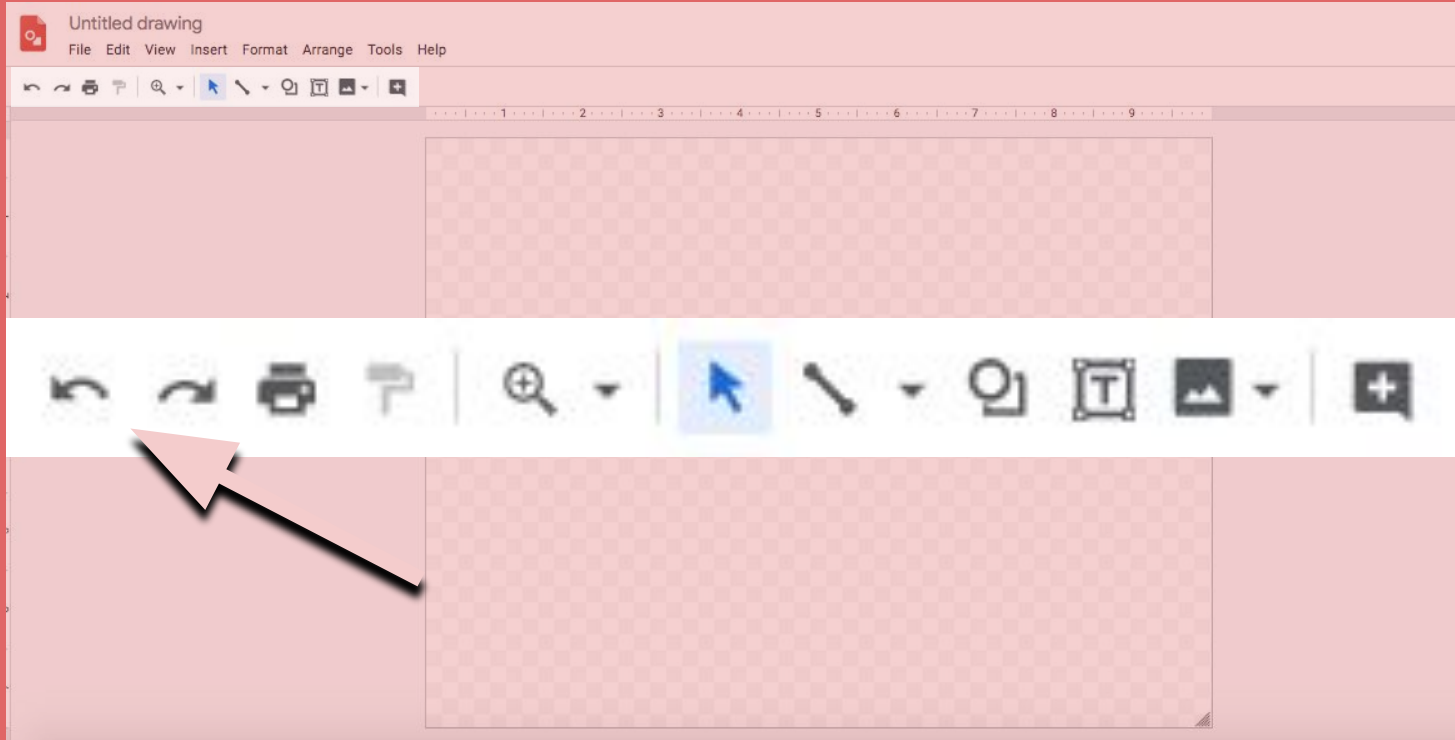 Untitled drawing
File Edit View Insert Format Arrange Tools Help
T
1 2 3 4 5 6 7 8 9
T